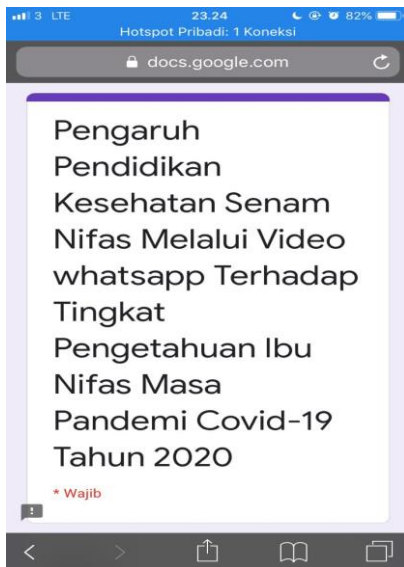 3 LTE 23.24 82%
Hotspot Pribadi: 1 Koneksi
docs.google.com
Pengaruh
Pendidikan
Kesehatan Senam
Nifas Melalui Video
whatsapp Terhadap
Tingkat
Pengetahuan Ibu
Nifas Masa
Pandemi Covid-19
Tahun 2020
* Wajib